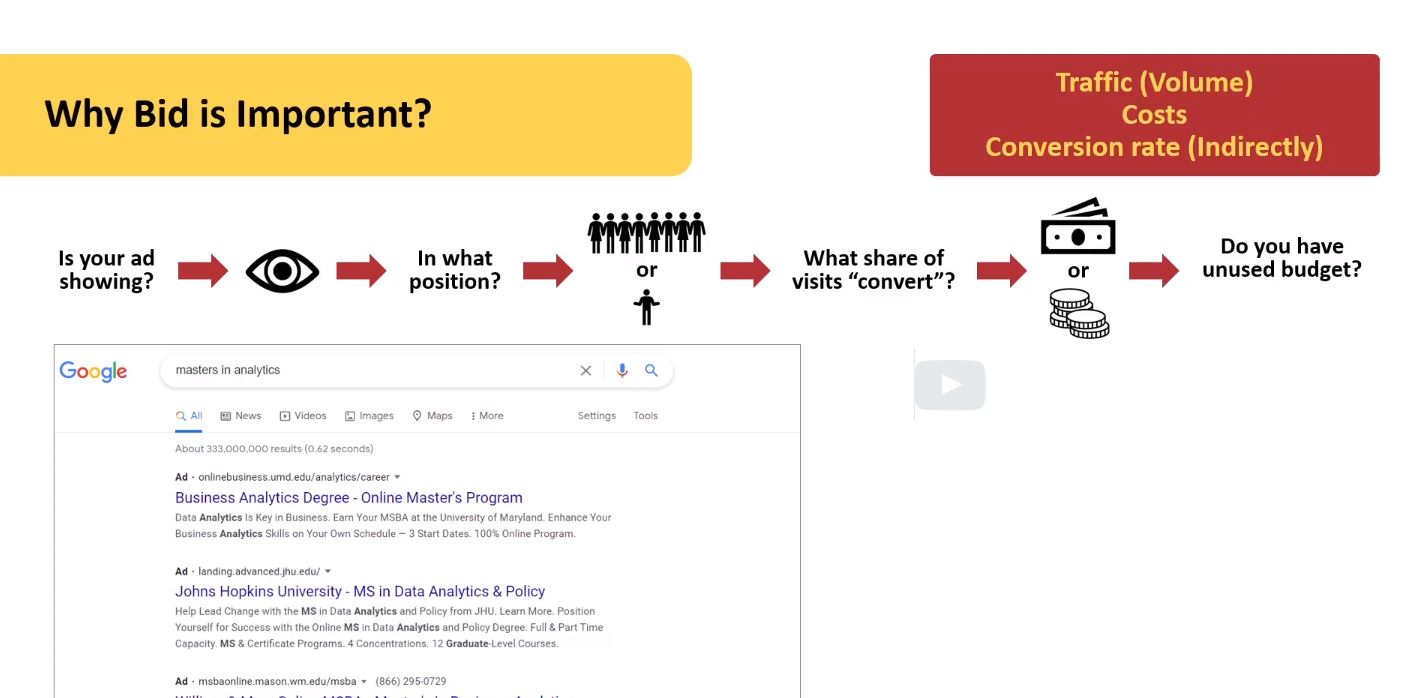 Why Bid is Important?
Traffic (Volume)
Costs
Conversion rate (Indirectly)
Is your ad
showing?
In what
position?
or
What share of
visits “convert”?
or
Do you have
unused budget?
Google
masters in analytics
All News Videos Images Maps More Settings Tools
About 333,000,000 results (0.62 seconds)
Ad · onlinebusiness.umd.edu/analytics/career
Business Analytics Degree - Online Master's Program
Data Analytics Is Key in Business. Earn Your MSBA at the University of Maryland. Enhance Your
Business Analytics Skills on Your Own Schedule — 3 Start Dates. 100% Online Program.
Ad · landing.advanced.jhu.edu/
Johns Hopkins University - MS in Data Analytics & Policy
Help Lead Change with the MS in Data Analytics and Policy from JHU. Learn More. Position
Yourself for Success with the Online MS in Data Analytics and Policy Degree. Full & Part Time
Capacity. MS & Certificate Programs. 4 Concentrations. 12 Graduate-Level Courses.
Ad · msbaonline.mason.wm.edu/msba (866) 295-0729